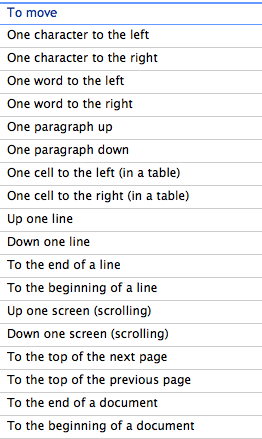 To move
One character to the left
One character to the right
One word to the left
One word to the right
One paragraph up
One paragraph down
One cell to the left (in a table)
One cell to the right (in a table)
Up one line
Down one line
To the end of a line
To the beginning of a line
Up one screen (scrolling)
Down one screen (scrolling)
To the top of the next page
To the top of the previous page
To the end of a document
To the beginning of a document